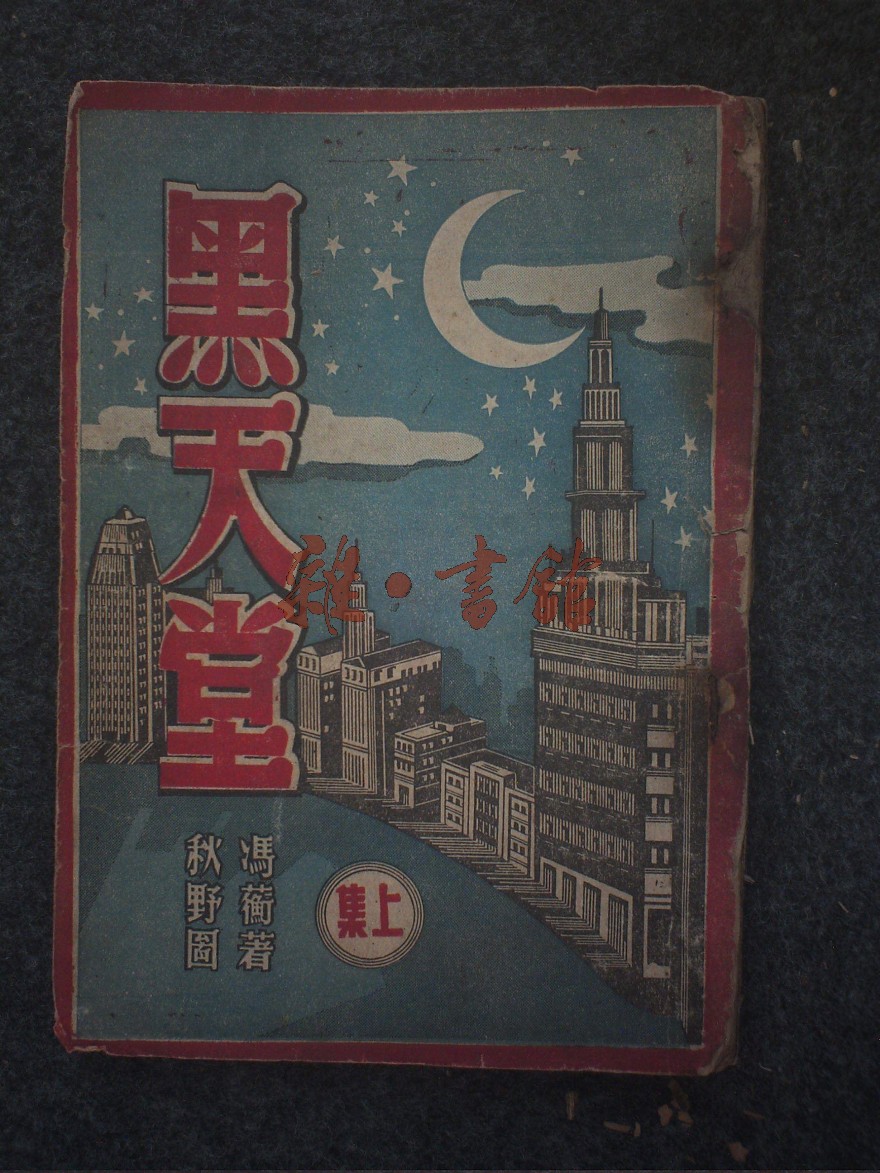 黑天堂
馮蘅著
秋野圖
上集
雜·書館